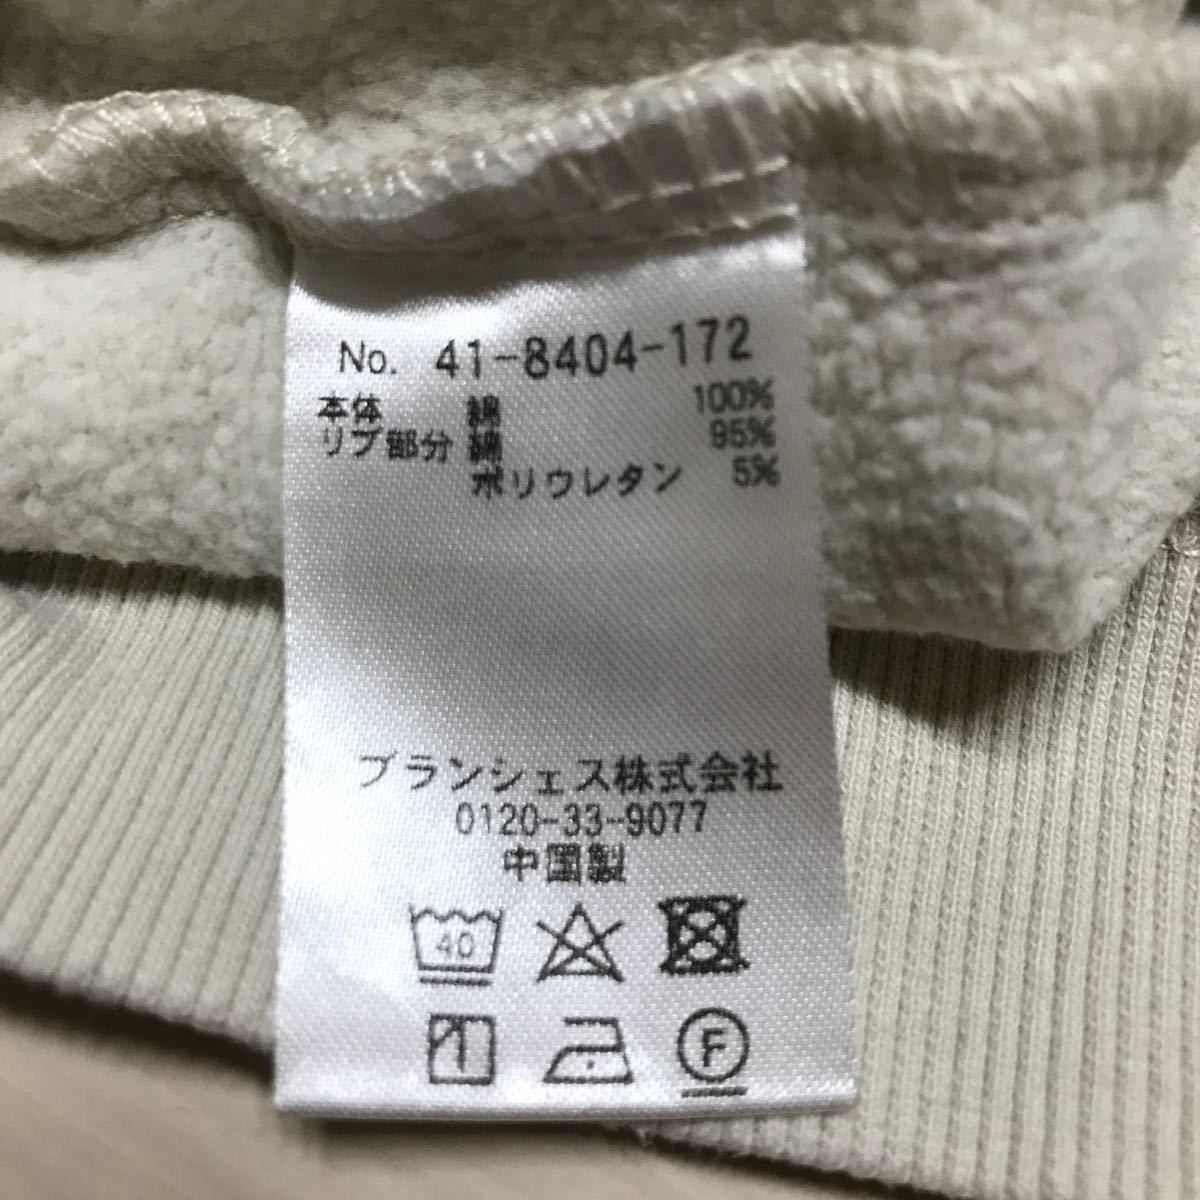 No. 41-8404-172
本体 綿 100%
リブ部分 綿 95%
ポリウレタン 5%
ブランシェス株式会社
0120-33-9077
中国製
40
F